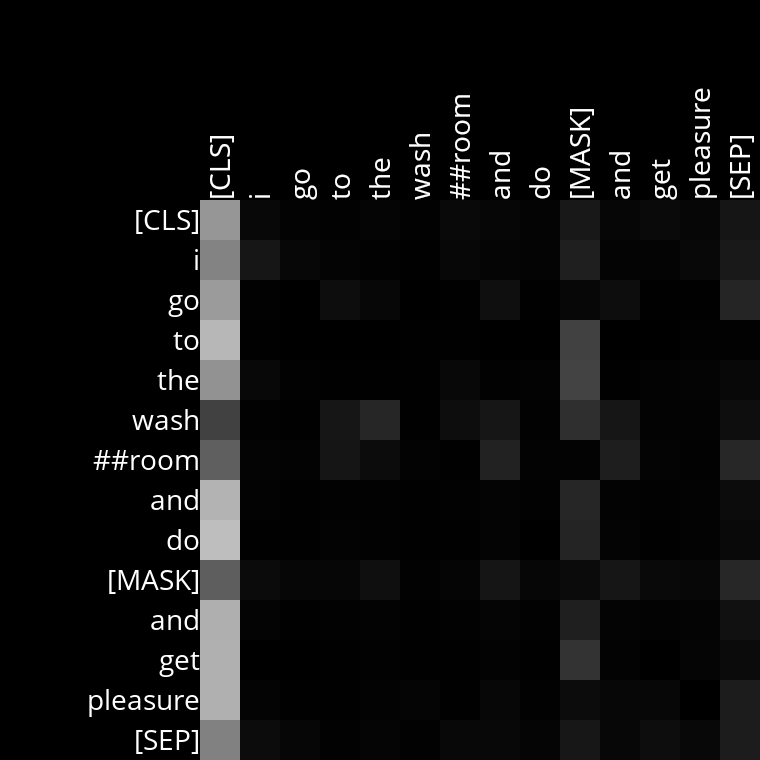 [CLS]
i
go
to
the
wash
##room
and
do
[MASK]
and
get
pleasure
[SEP]
[CLS]
i
go
to
the
wash
##room
and
do
[MASK]
and
get
pleasure
[SEP]